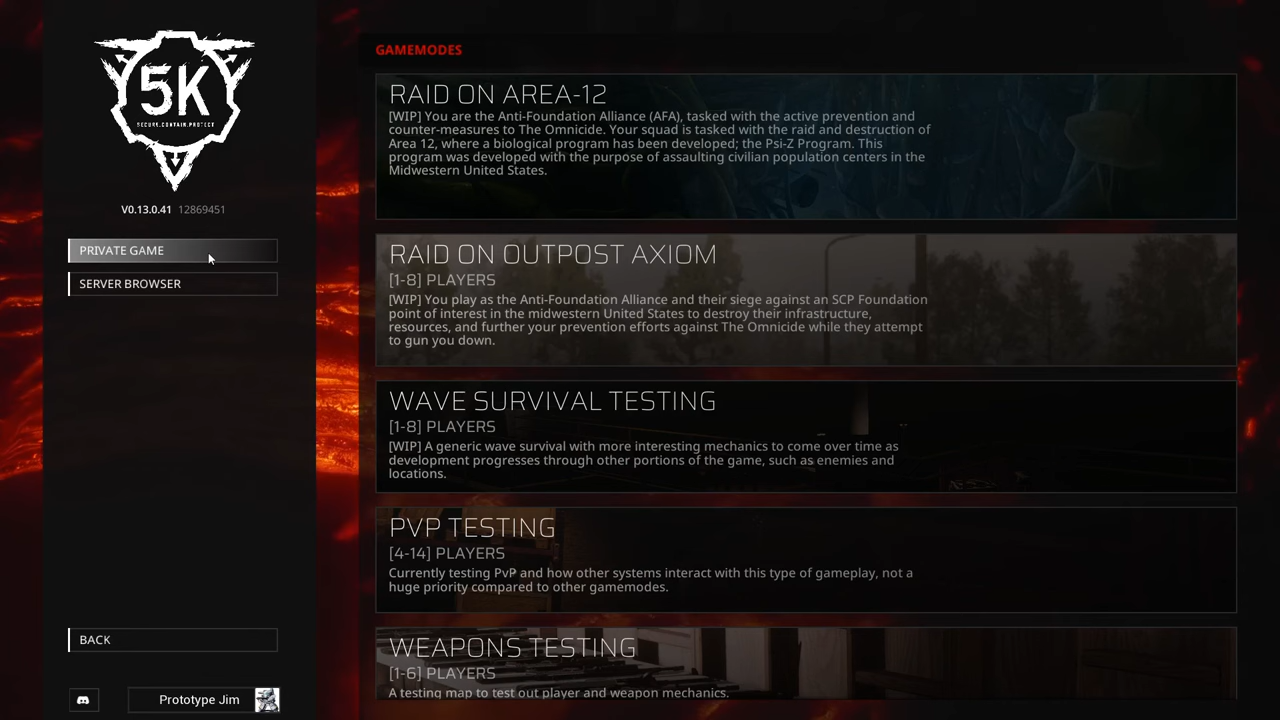 5K
SECURE.CONTAIN.PROTECT
V0.13.0.41 12869451
PRIVATE GAME
SERVER BROWSER
BACK
Prototype Jim
GAMEMODES
RAID ON AREA-12
[WIP] You are the Anti-Foundation Alliance (AFA), tasked with the active prevention and
counter-measures to The Omnicide. Your squad is tasked with the raid and destruction of
Area 12, where a biological program has been developed; the Psi-Z Program. This
program was developed with the purpose of assaulting civilian population centers in the
Midwestern United States.
RAID ON OUTPOST AXIOM
[1-8] PLAYERS
[WIP] You play as the Anti-Foundation Alliance and their siege against an SCP Foundation
point of interest in the midwestern United States to destroy their infrastructure,
resources, and further your prevention efforts against The Omnicide while they attempt
to gun you down.
WAVE SURVIVAL TESTING
[1-8] PLAYERS
[WIP] A generic wave survival with more interesting mechanics to come over time as
development progresses through other portions of the game, such as enemies and
locations.
PVP TESTING
[4-14] PLAYERS
Currently testing PvP and how other systems interact with this type of gameplay, not a
huge priority compared to other gamemodes.
WEAPONS TESTING
[1-6] PLAYERS
A testing map to test out player and weapon mechanics.